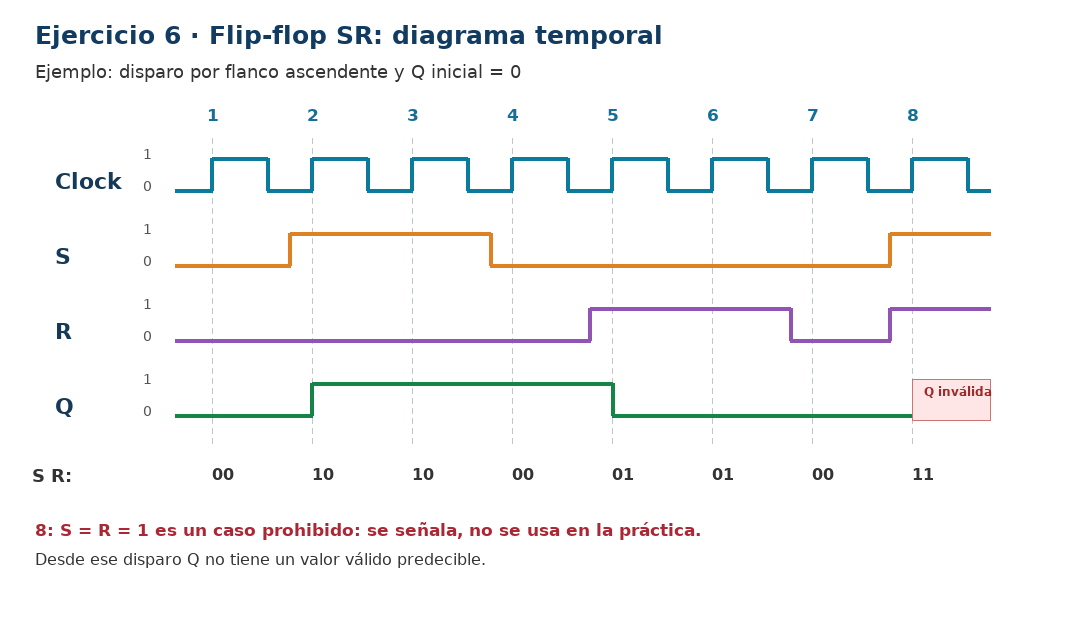 Ejercicio 6 · Flip-flop SR: diagrama temporal
Ejemplo: disparo por flanco ascendente y Q inicial = 0
1 2 3 4 5 6 7 8
Clock 1 0
S 1 0
R 1 0
Q 1 0
Q inválida
S R: 00 10 10 00 01 01 00 11
8: S = R = 1 es un caso prohibido: se señala, no se usa en la práctica.
Desde ese disparo Q no tiene un valor válido predecible.